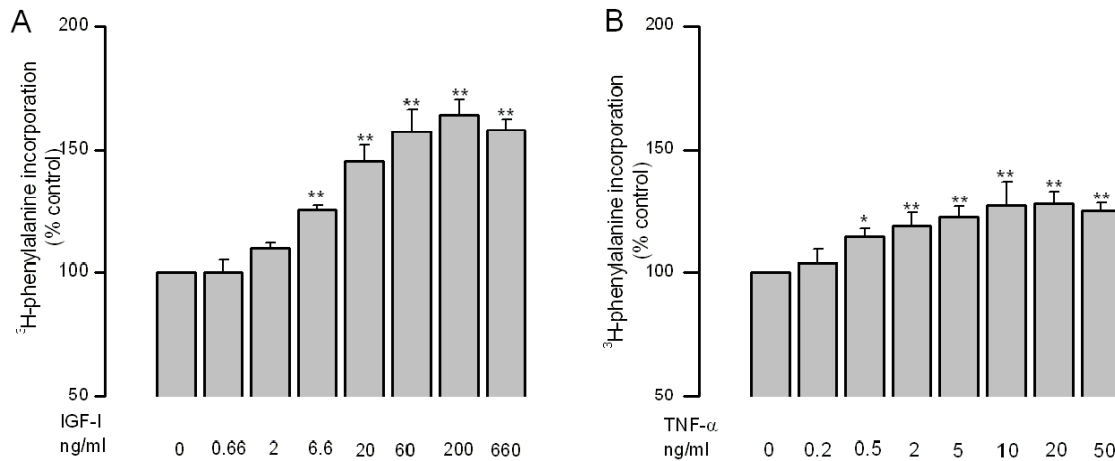 A
³H-phenylalanine incorporation
(% control)
200
150
100
50
** ** ** ** **
IGF-I
ng/ml 0 0.66 2 6.6 20 60 200 660
B
³H-phenylalanine incorporation
(% control)
200
150
100
50
* ** ** ** ** **
TNF-α
ng/ml 0 0.2 0.5 2 5 10 20 50